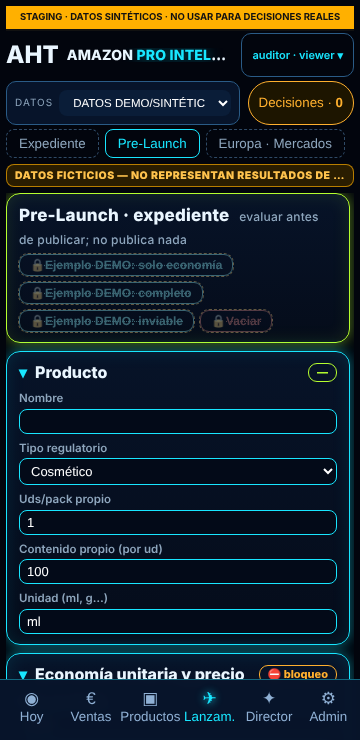 STAGING · DATOS SINTÉTICOS · NO USAR PARA DECISIONES REALES
AHT AMAZON PRO INTEL... auditor · viewer ▾
DATOS DATOS DEMO/SINTÉTIC Decisiones · 0
Expediente Pre-Launch Europa · Mercados
DATOS FICTICIOS — NO REPRESENTAN RESULTADOS DE ...
Pre-Launch · expediente evaluar antes
de publicar; no publica nada
🔒Ejemplo DEMO: solo economía
🔒Ejemplo DEMO: completo
🔒Ejemplo DEMO: inviable 🔒Vaciar
▾ Producto —
Nombre
Tipo regulatorio
Cosmético
Uds/pack propio
1
Contenido propio (por ud)
100
Unidad (ml, g...)
ml
▾ Economía unitaria y precio ⛔ bloqueo
Hoy Ventas Productos Lanzam. Director Admin